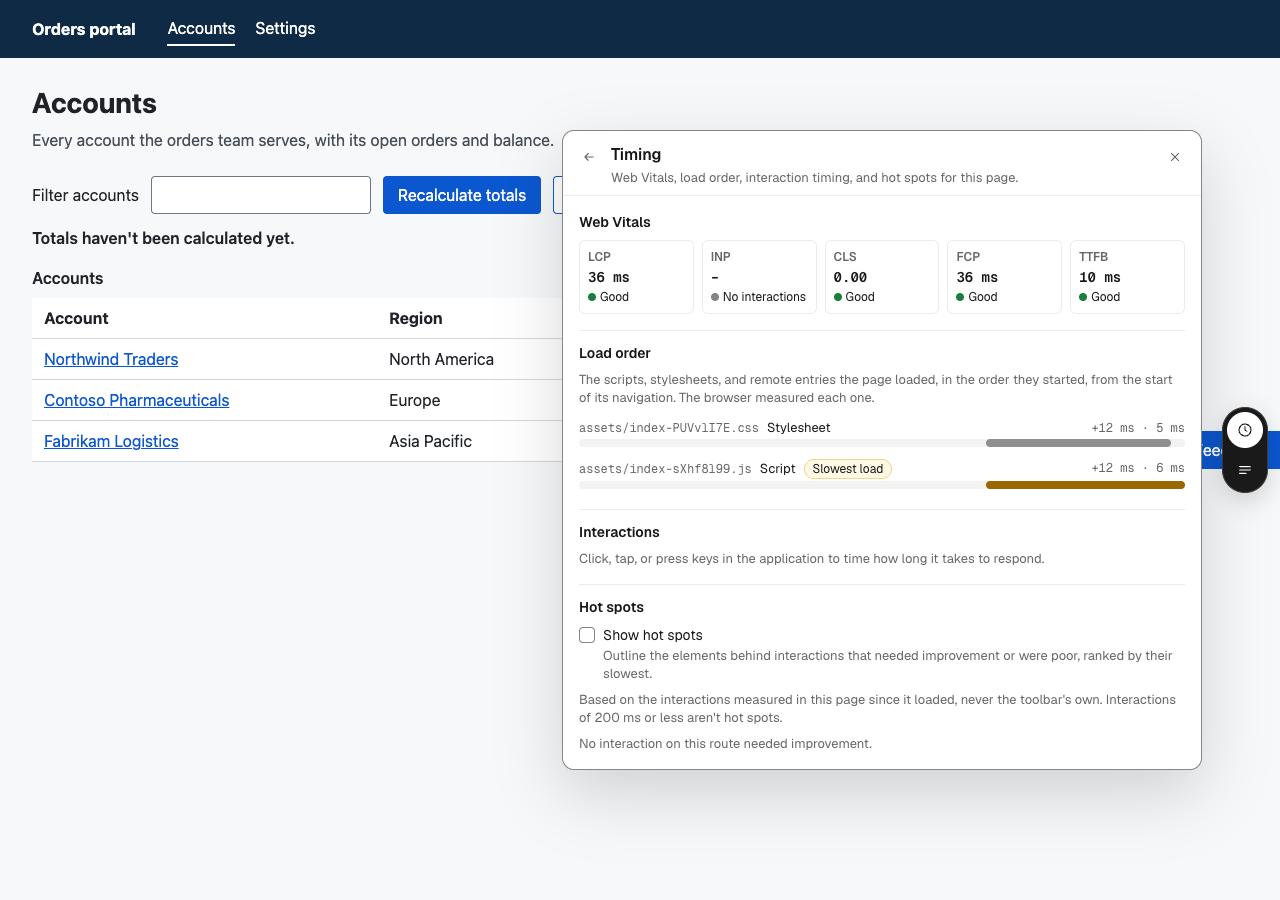 Orders portal
Accounts
Settings
Accounts
Every account the orders team serves, with its open orders and balance.
Filter accounts
Recalculate totals
Totals haven't been calculated yet.
Accounts
Account
Region
Northwind Traders
North America
Contoso Pharmaceuticals
Europe
Fabrikam Logistics
Asia Pacific
Timing
Web Vitals, load order, interaction timing, and hot spots for this page.
Web Vitals
LCP
36 ms
Good
INP
–
No interactions
CLS
0.00
Good
FCP
36 ms
Good
TTFB
10 ms
Good
Load order
The scripts, stylesheets, and remote entries the page loaded, in the order they started, from the start
of its navigation. The browser measured each one.
assets/index-PUVvlI7E.css Stylesheet
+12 ms · 5 ms
assets/index-sXhf8l99.js Script Slowest load
+12 ms · 6 ms
Interactions
Click, tap, or press keys in the application to time how long it takes to respond.
Hot spots
Show hot spots
Outline the elements behind interactions that needed improvement or were poor, ranked by their
slowest.
Based on the interactions measured in this page since it loaded, never the toolbar's own. Interactions
of 200 ms or less aren't hot spots.
No interaction on this route needed improvement.